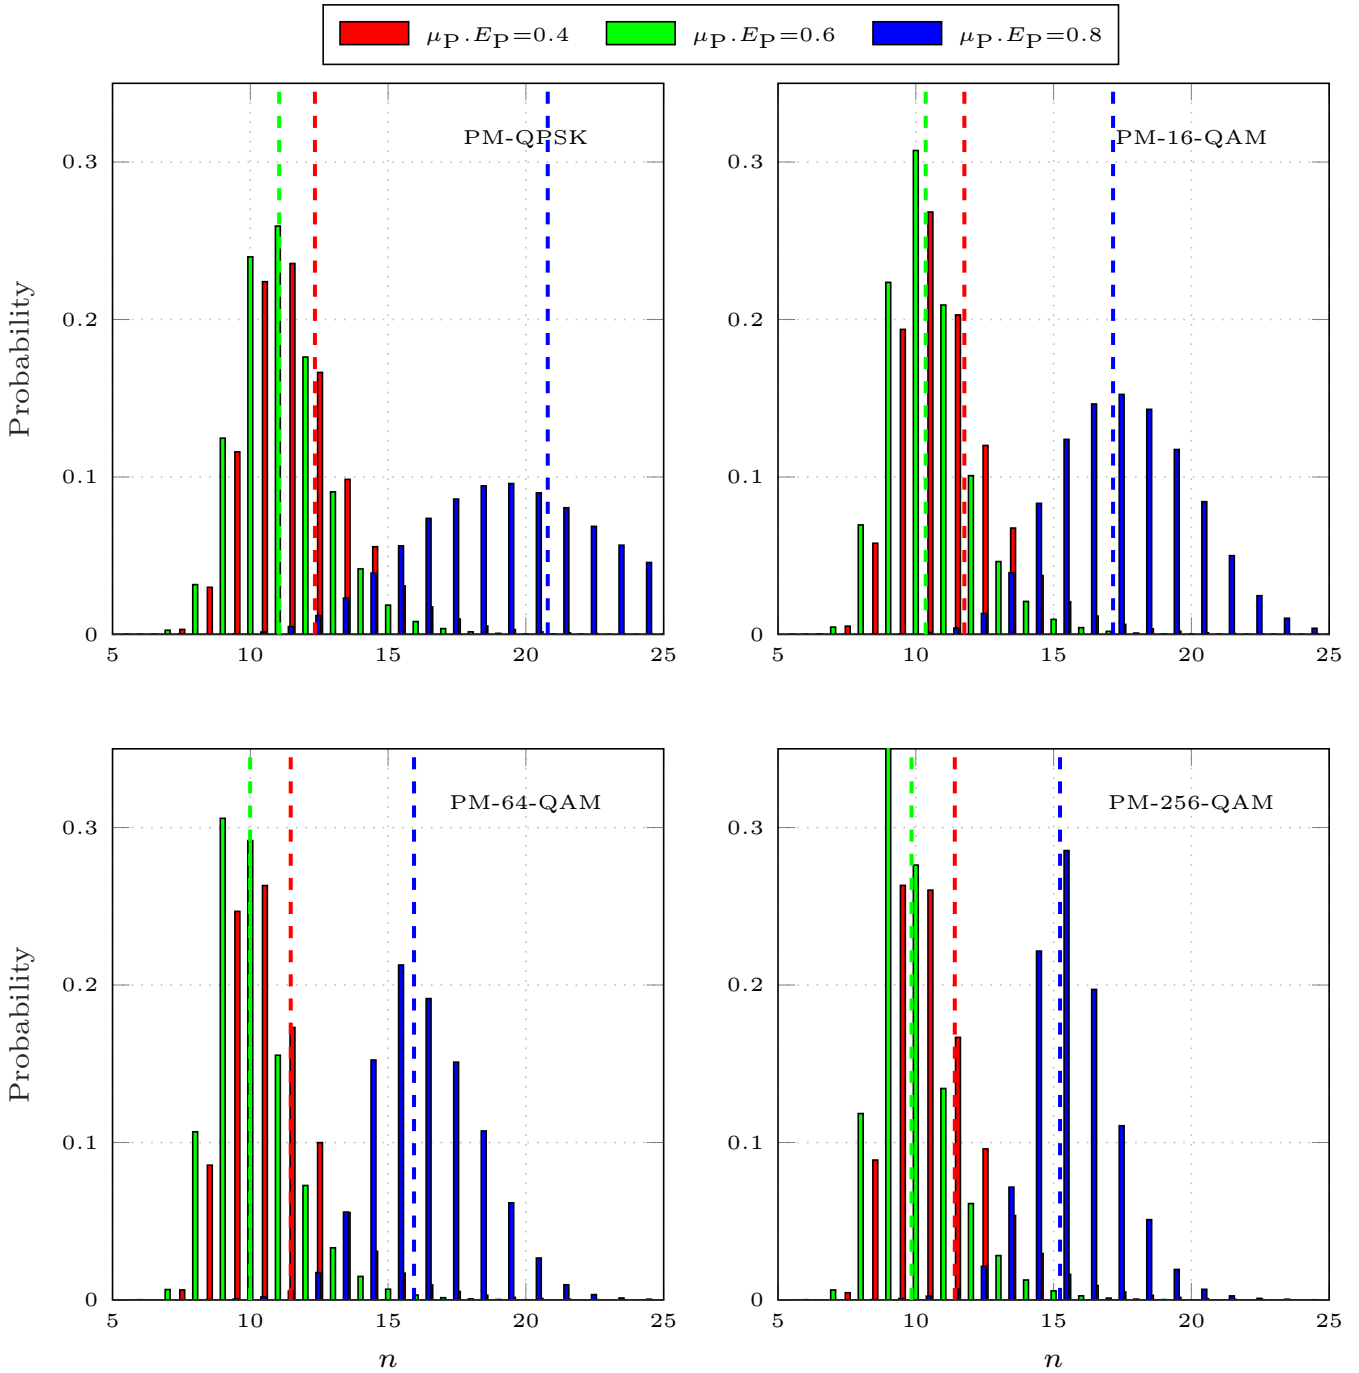 μP.EP=0.4 μP.EP=0.6 μP.EP=0.8
PM-QPSK PM-16-QAM
0.3 0.3
0.2 0.2
0.1 0.1
0 0
5 10 15 20 25 5 10 15 20 25
Probability
PM-64-QAM PM-256-QAM
0.3 0.3
0.2 0.2
0.1 0.1
0 0
5 10 15 20 25 5 10 15 20 25
Probability
n n